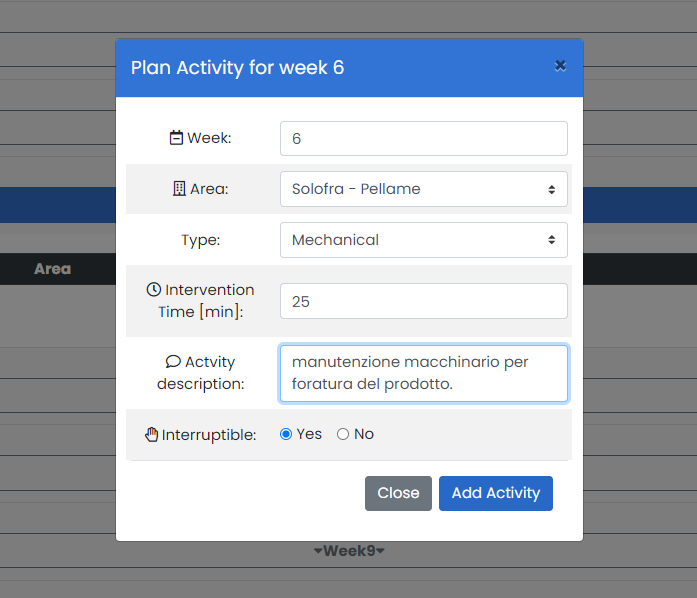 Plan Activity for week 6
Week:
6
Area:
Solofra - Pellame
Type:
Mechanical
Area
Intervention
Time [min]:
25
Actvity
description:
manutenzione macchinario per
foratura del prodotto.
Interruptible:
Yes
No
Close
Add Activity
Week9